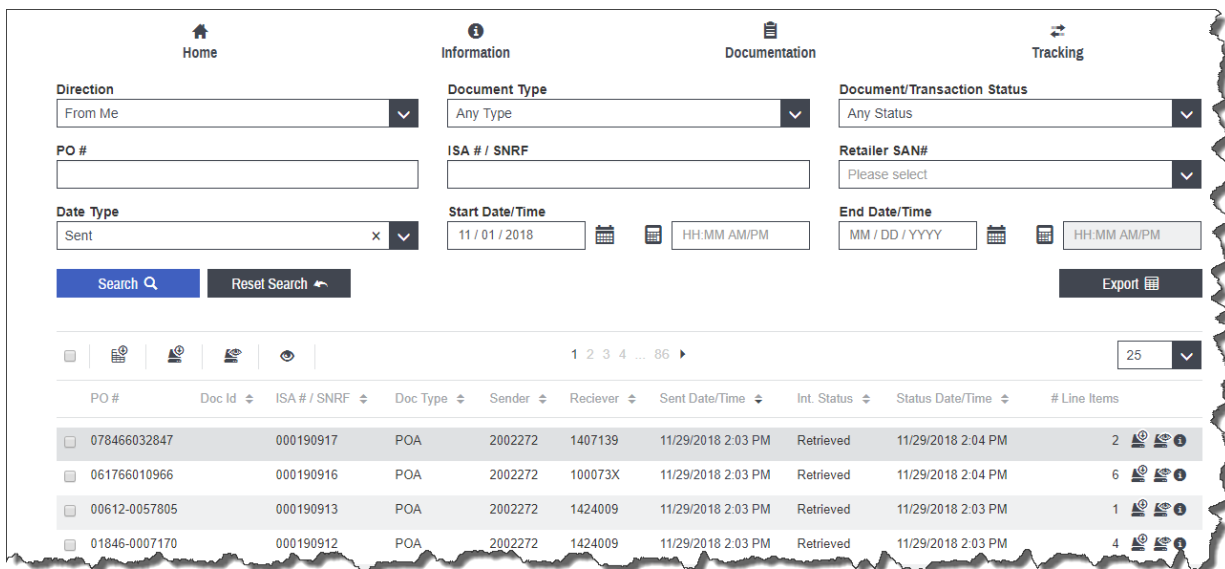 Home Information Documentation Tracking
Direction Document Type Document/Transaction Status
From Me Any Type Any Status
PO # ISA # / SNRF Retailer SAN#
Please select
Date Type Start Date/Time End Date/Time
Sent x 11 / 01 / 2018 HH:MM AM/PM MM / DD / YYYY HH:MM AM/PM
Search Reset Search Export
1 2 3 4 ... 86 25
PO # Doc Id ISA # / SNRF Doc Type Sender Reciever Sent Date/Time Int. Status Status Date/Time # Line Items
078466032847 000190917 POA 2002272 1407139 11/29/2018 2:03 PM Retrieved 11/29/2018 2:04 PM 2
061766010966 000190916 POA 2002272 100073X 11/29/2018 2:03 PM Retrieved 11/29/2018 2:04 PM 6
00612-0057805 000190913 POA 2002272 1424009 11/29/2018 2:03 PM Retrieved 11/29/2018 2:04 PM 1
01846-0007170 000190912 POA 2002272 1424009 11/29/2018 2:03 PM Retrieved 11/29/2018 2:04 PM 4